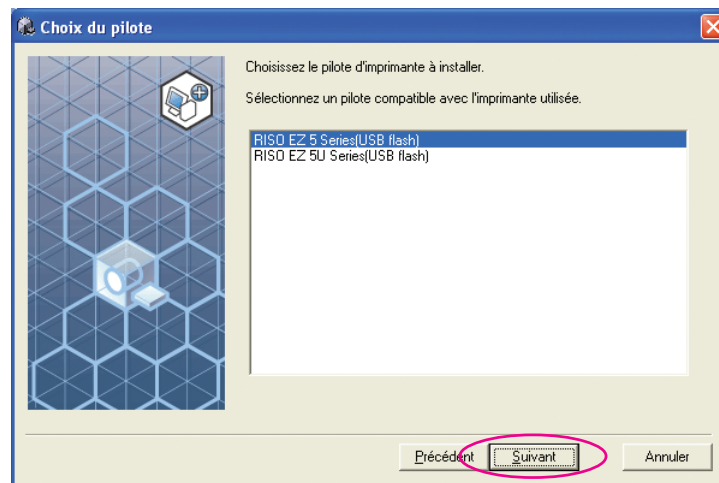 Choix du pilote
Choisissez le pilote d'imprimante à installer.
Sélectionnez un pilote compatible avec l'imprimante utilisée.
RISO EZ 5 Series(USB flash)
RISO EZ 5U Series(USB flash)
Précédent Suivant Annuler